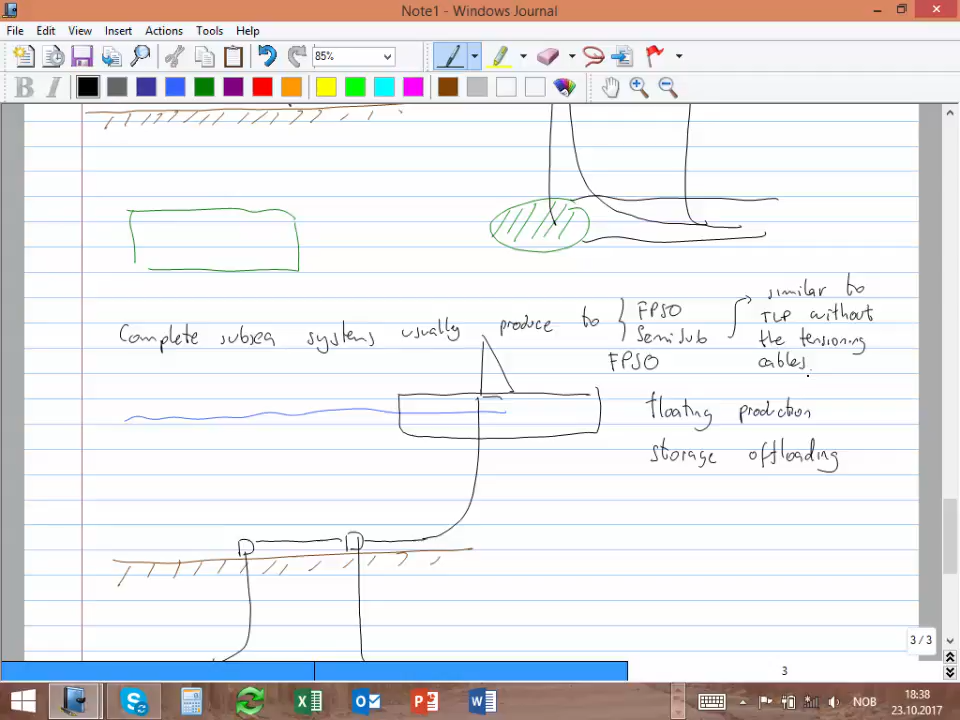 Note1 - Windows Journal
File Edit View Insert Actions Tools Help
85%
B I
Complete subsea systems usually produce to
FPSO
Semisub
similar to
TLP without
the tensioning
cables.
FPSO
floating production
storage offloading
3 / 3
3
NOB
18:38
23.10.2017